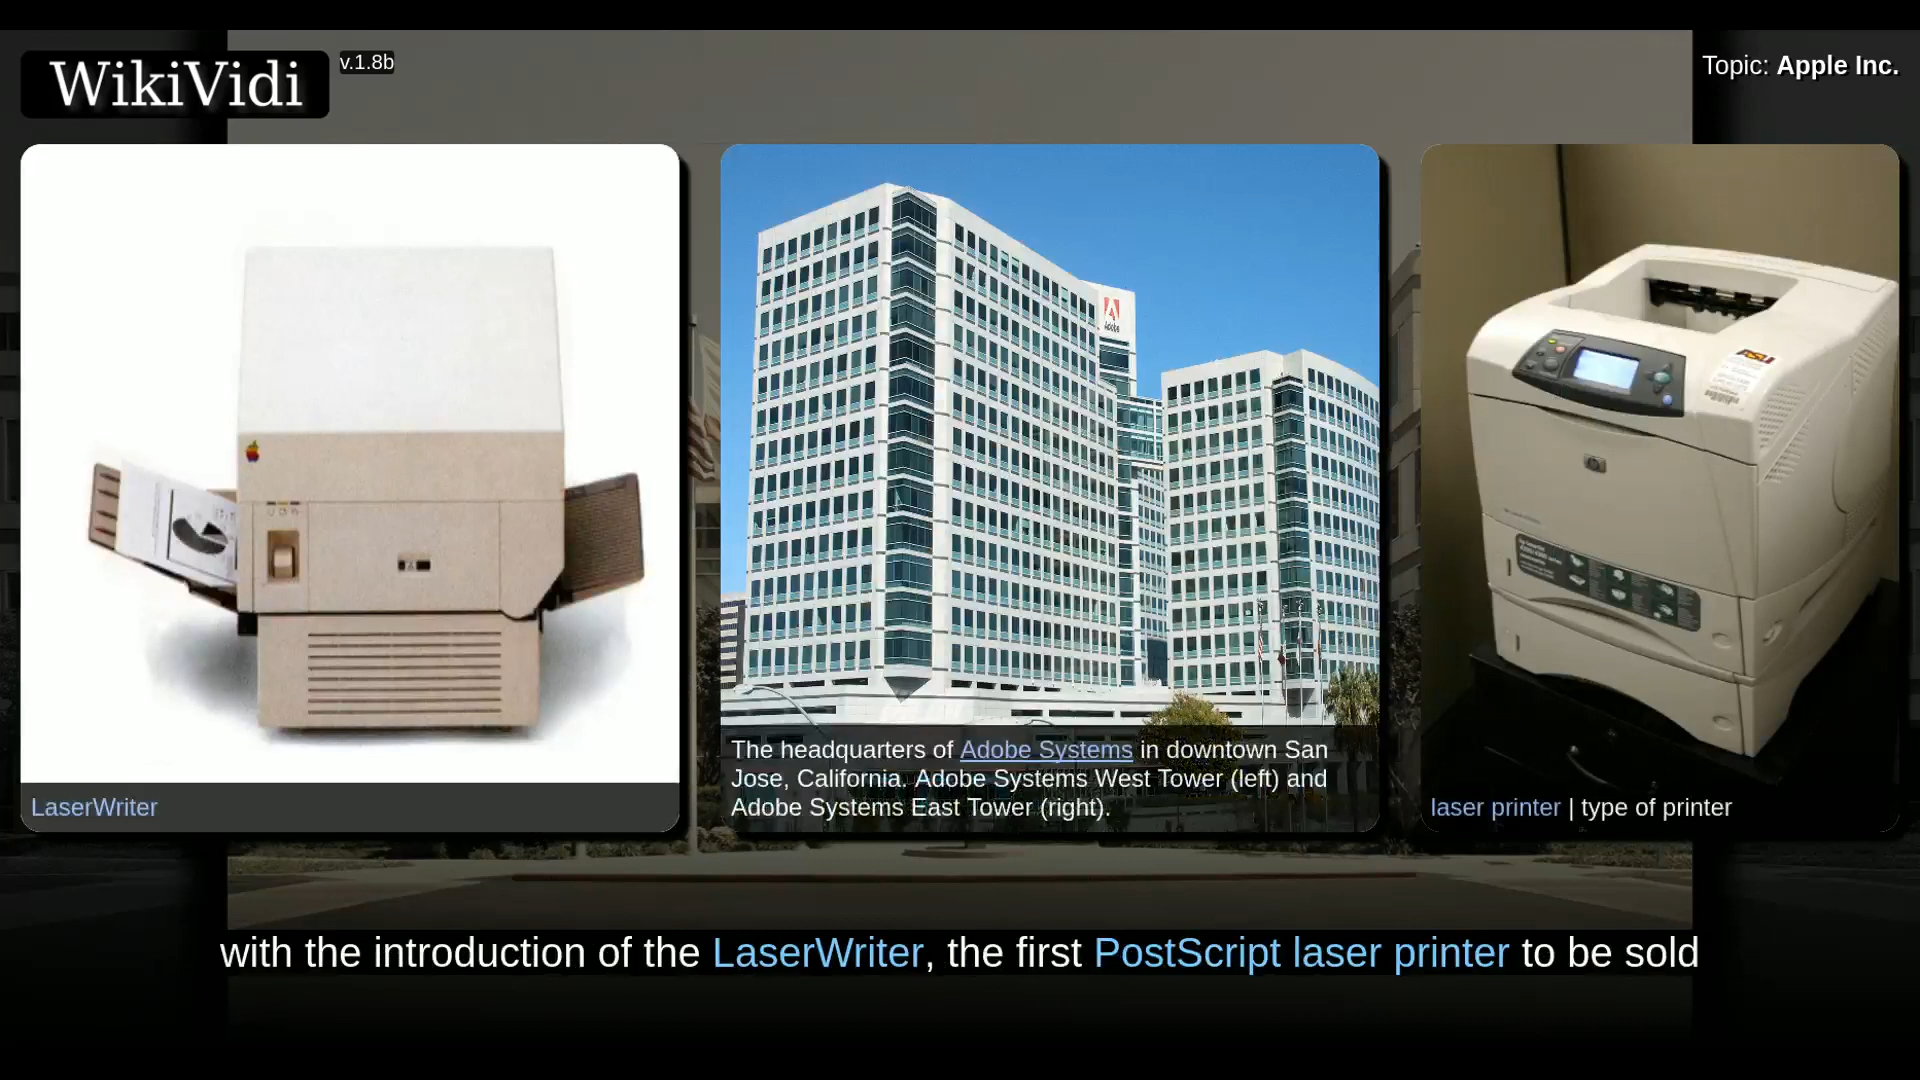 WikiVidi
v.1.8b
Topic: Apple Inc.
Adobe
LaserWriter
The headquarters of Adobe Systems in downtown San
Jose, California. Adobe Systems West Tower (left) and
Adobe Systems East Tower (right).
laser printer | type of printer
with the introduction of the LaserWriter, the first PostScript laser printer to be sold